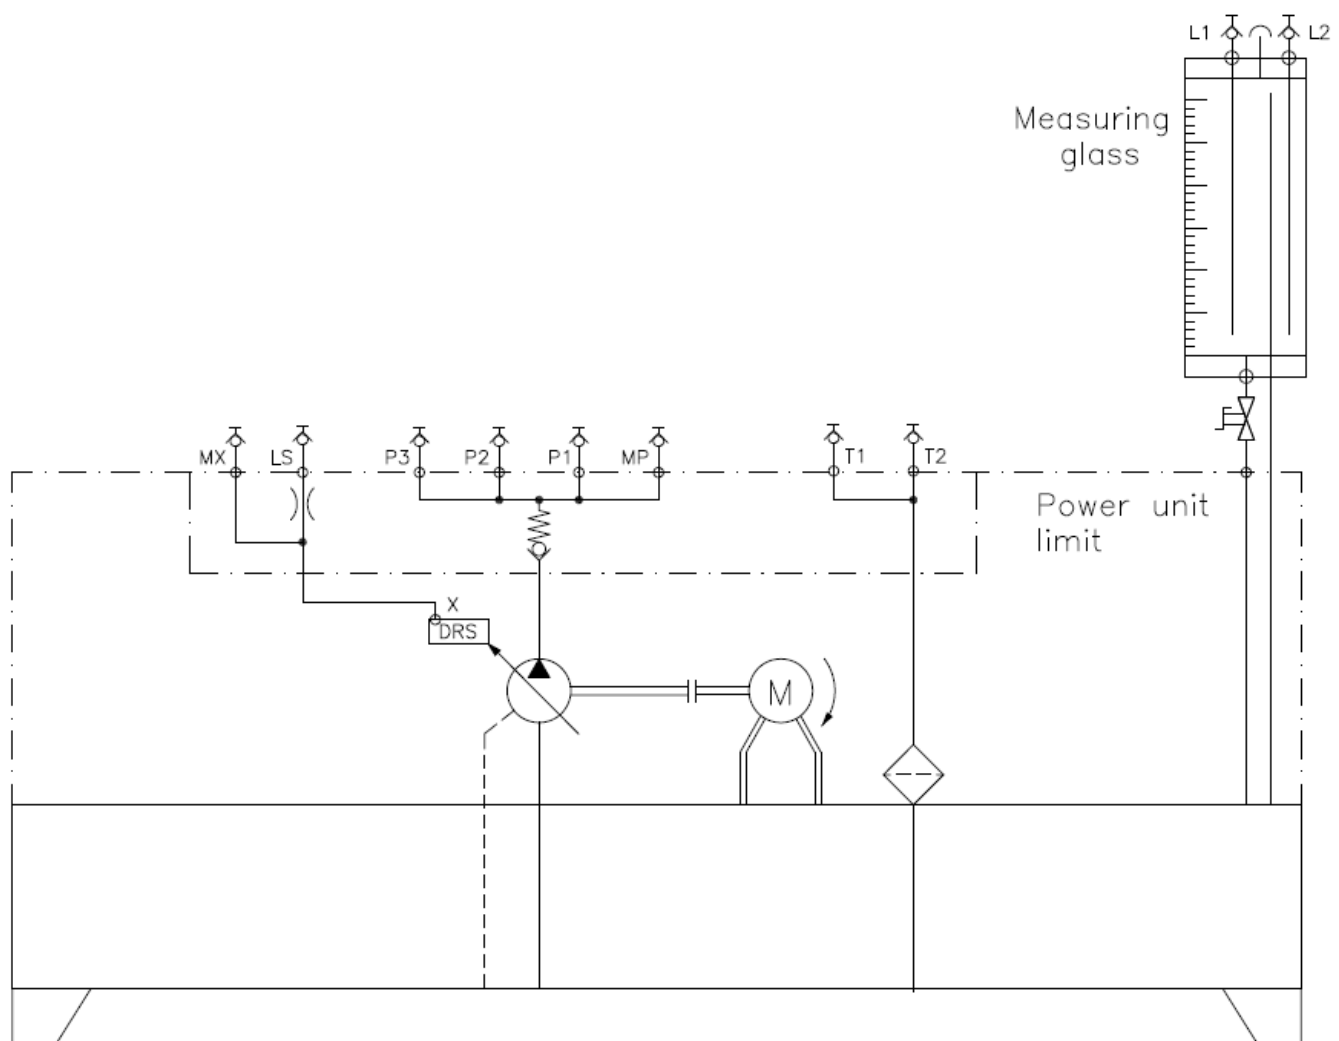 L1
L2
Measuring
glass
MX
LS
P3
P2
P1
MP
T1
T2
Power unit
limit
X
DRS
M